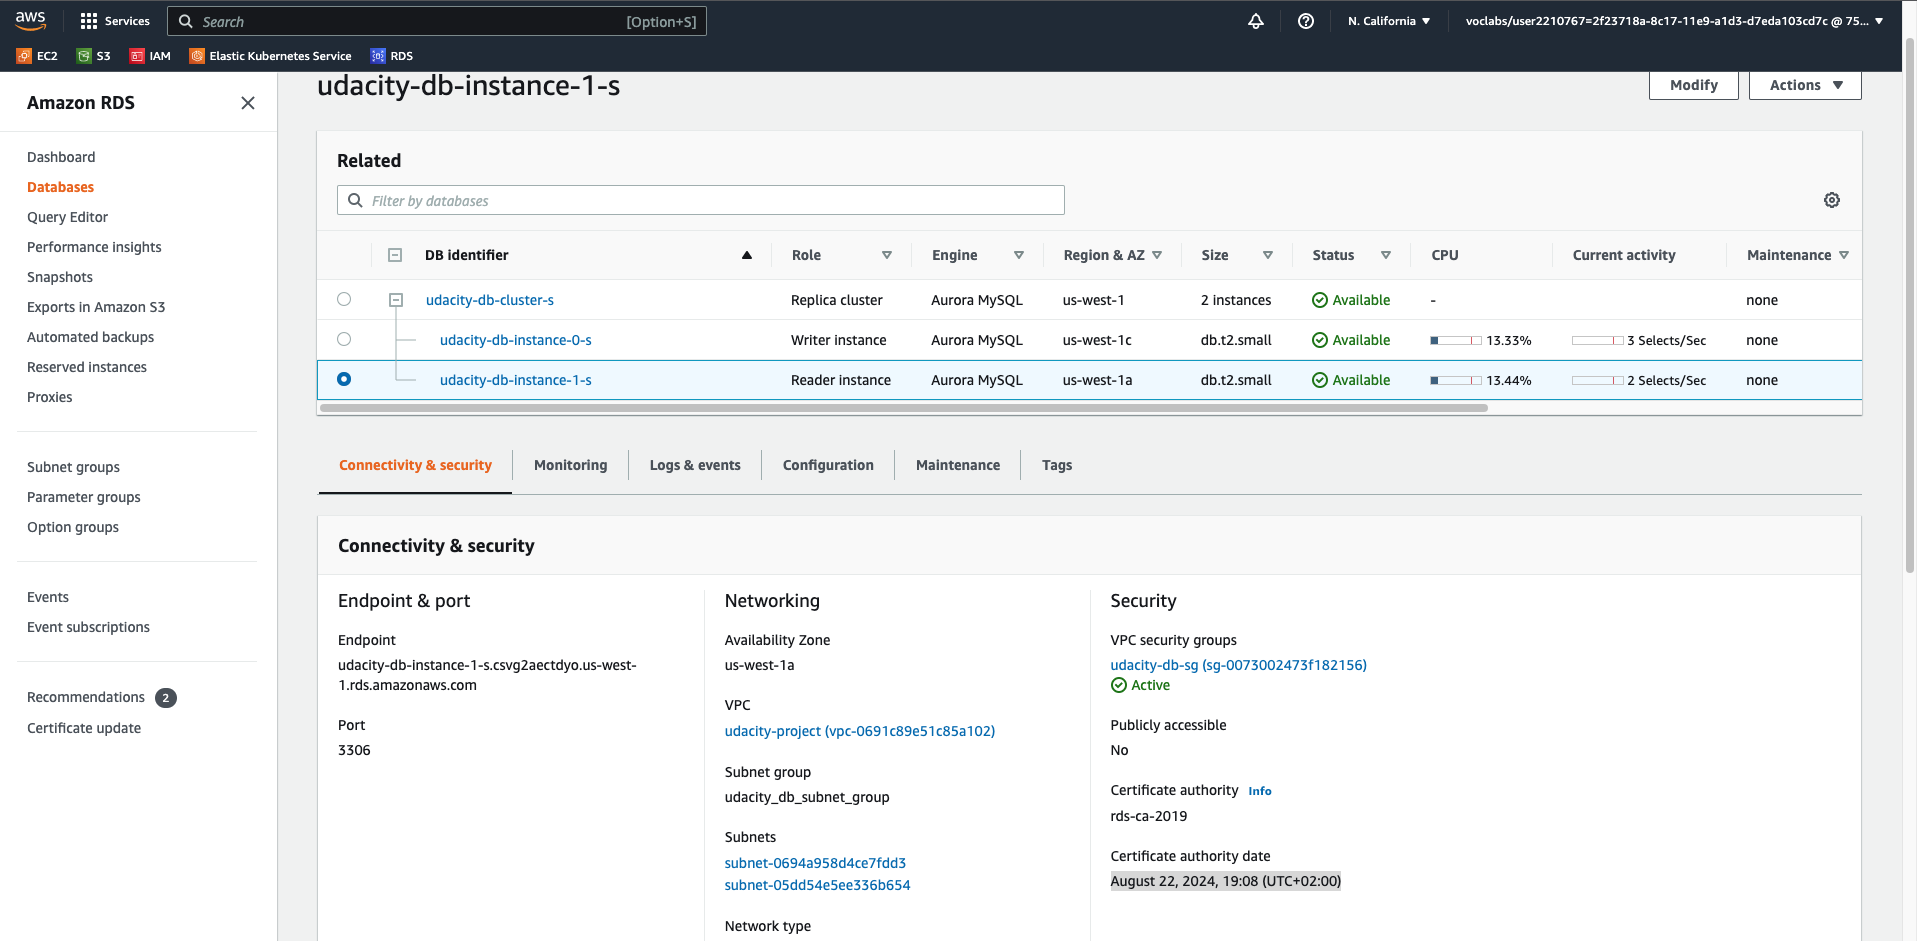 aws
Services
Search
[Option+S]
N. California
voclabs/user2210767=2f23718a-8c17-11e9-a1d3-d7eda103cd7c @ 75...
EC2
S3
IAM
Elastic Kubernetes Service
RDS
Amazon RDS
Dashboard
Databases
Query Editor
Performance insights
Snapshots
Exports in Amazon S3
Automated backups
Reserved instances
Proxies
Subnet groups
Parameter groups
Option groups
Events
Event subscriptions
Recommendations 2
Certificate update
udacity-db-instance-1-s
Modify
Actions
Related
Filter by databases
DB identifier Role Engine Region & AZ Size Status CPU Current activity Maintenance
udacity-db-cluster-s Replica cluster Aurora MySQL us-west-1 2 instances Available - none
udacity-db-instance-0-s Writer instance Aurora MySQL us-west-1c db.t2.small Available 13.33% 3 Selects/Sec none
udacity-db-instance-1-s Reader instance Aurora MySQL us-west-1a db.t2.small Available 13.44% 2 Selects/Sec none
Connectivity & security
Monitoring
Logs & events
Configuration
Maintenance
Tags
Connectivity & security
Endpoint & port
Endpoint
udacity-db-instance-1-s.csvg2aectdyo.us-west-
1.rds.amazonaws.com
Port
3306
Networking
Availability Zone
us-west-1a
VPC
udacity-project (vpc-0691c89e51c85a102)
Subnet group
udacity_db_subnet_group
Subnets
subnet-0694a958d4ce7fdd3
subnet-05dd54e5ee336b654
Network type
Security
VPC security groups
udacity-db-sg (sg-0073002473f182156)
Active
Publicly accessible
No
Certificate authority Info
rds-ca-2019
Certificate authority date
August 22, 2024, 19:08 (UTC+02:00)